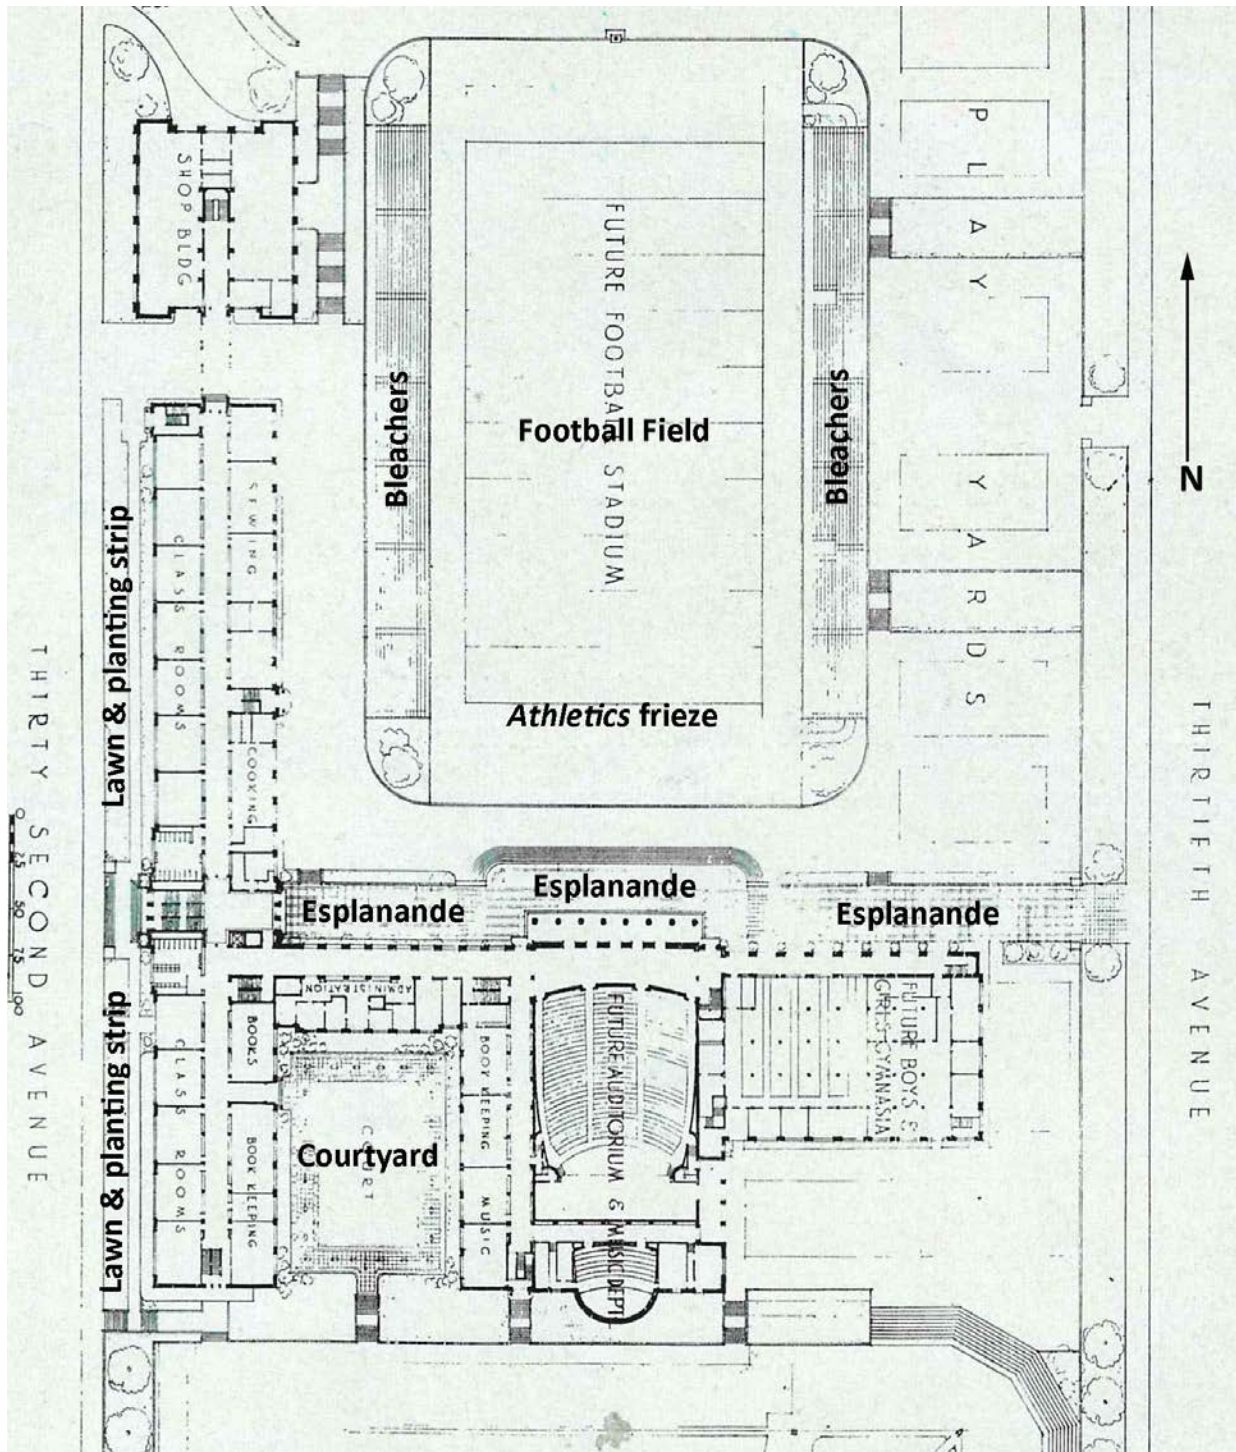 SHOP BLDG
FUTURE FOOTBALL STADIUM
PLAY YARDS
Bleachers
Football Field
Bleachers
N
Lawn & planting strip
CLASS ROOMS
SEWING
COOKING
Athletics frieze
THIRTY SECOND AVENUE
THIRTIETH AVENUE
0 25 50 75 100
Esplanande
Esplanande
Esplanande
ADMINISTRATION
Lawn & planting strip
CLASS ROOMS
BOOKS
BOOK KEEPING
Courtyard
COURT
BOOK KEEPING
MUSIC
FUTURE AUDITORIUM & MUSIC DEPT
FUTURE BOYS &
GIRLS GYMNASIA